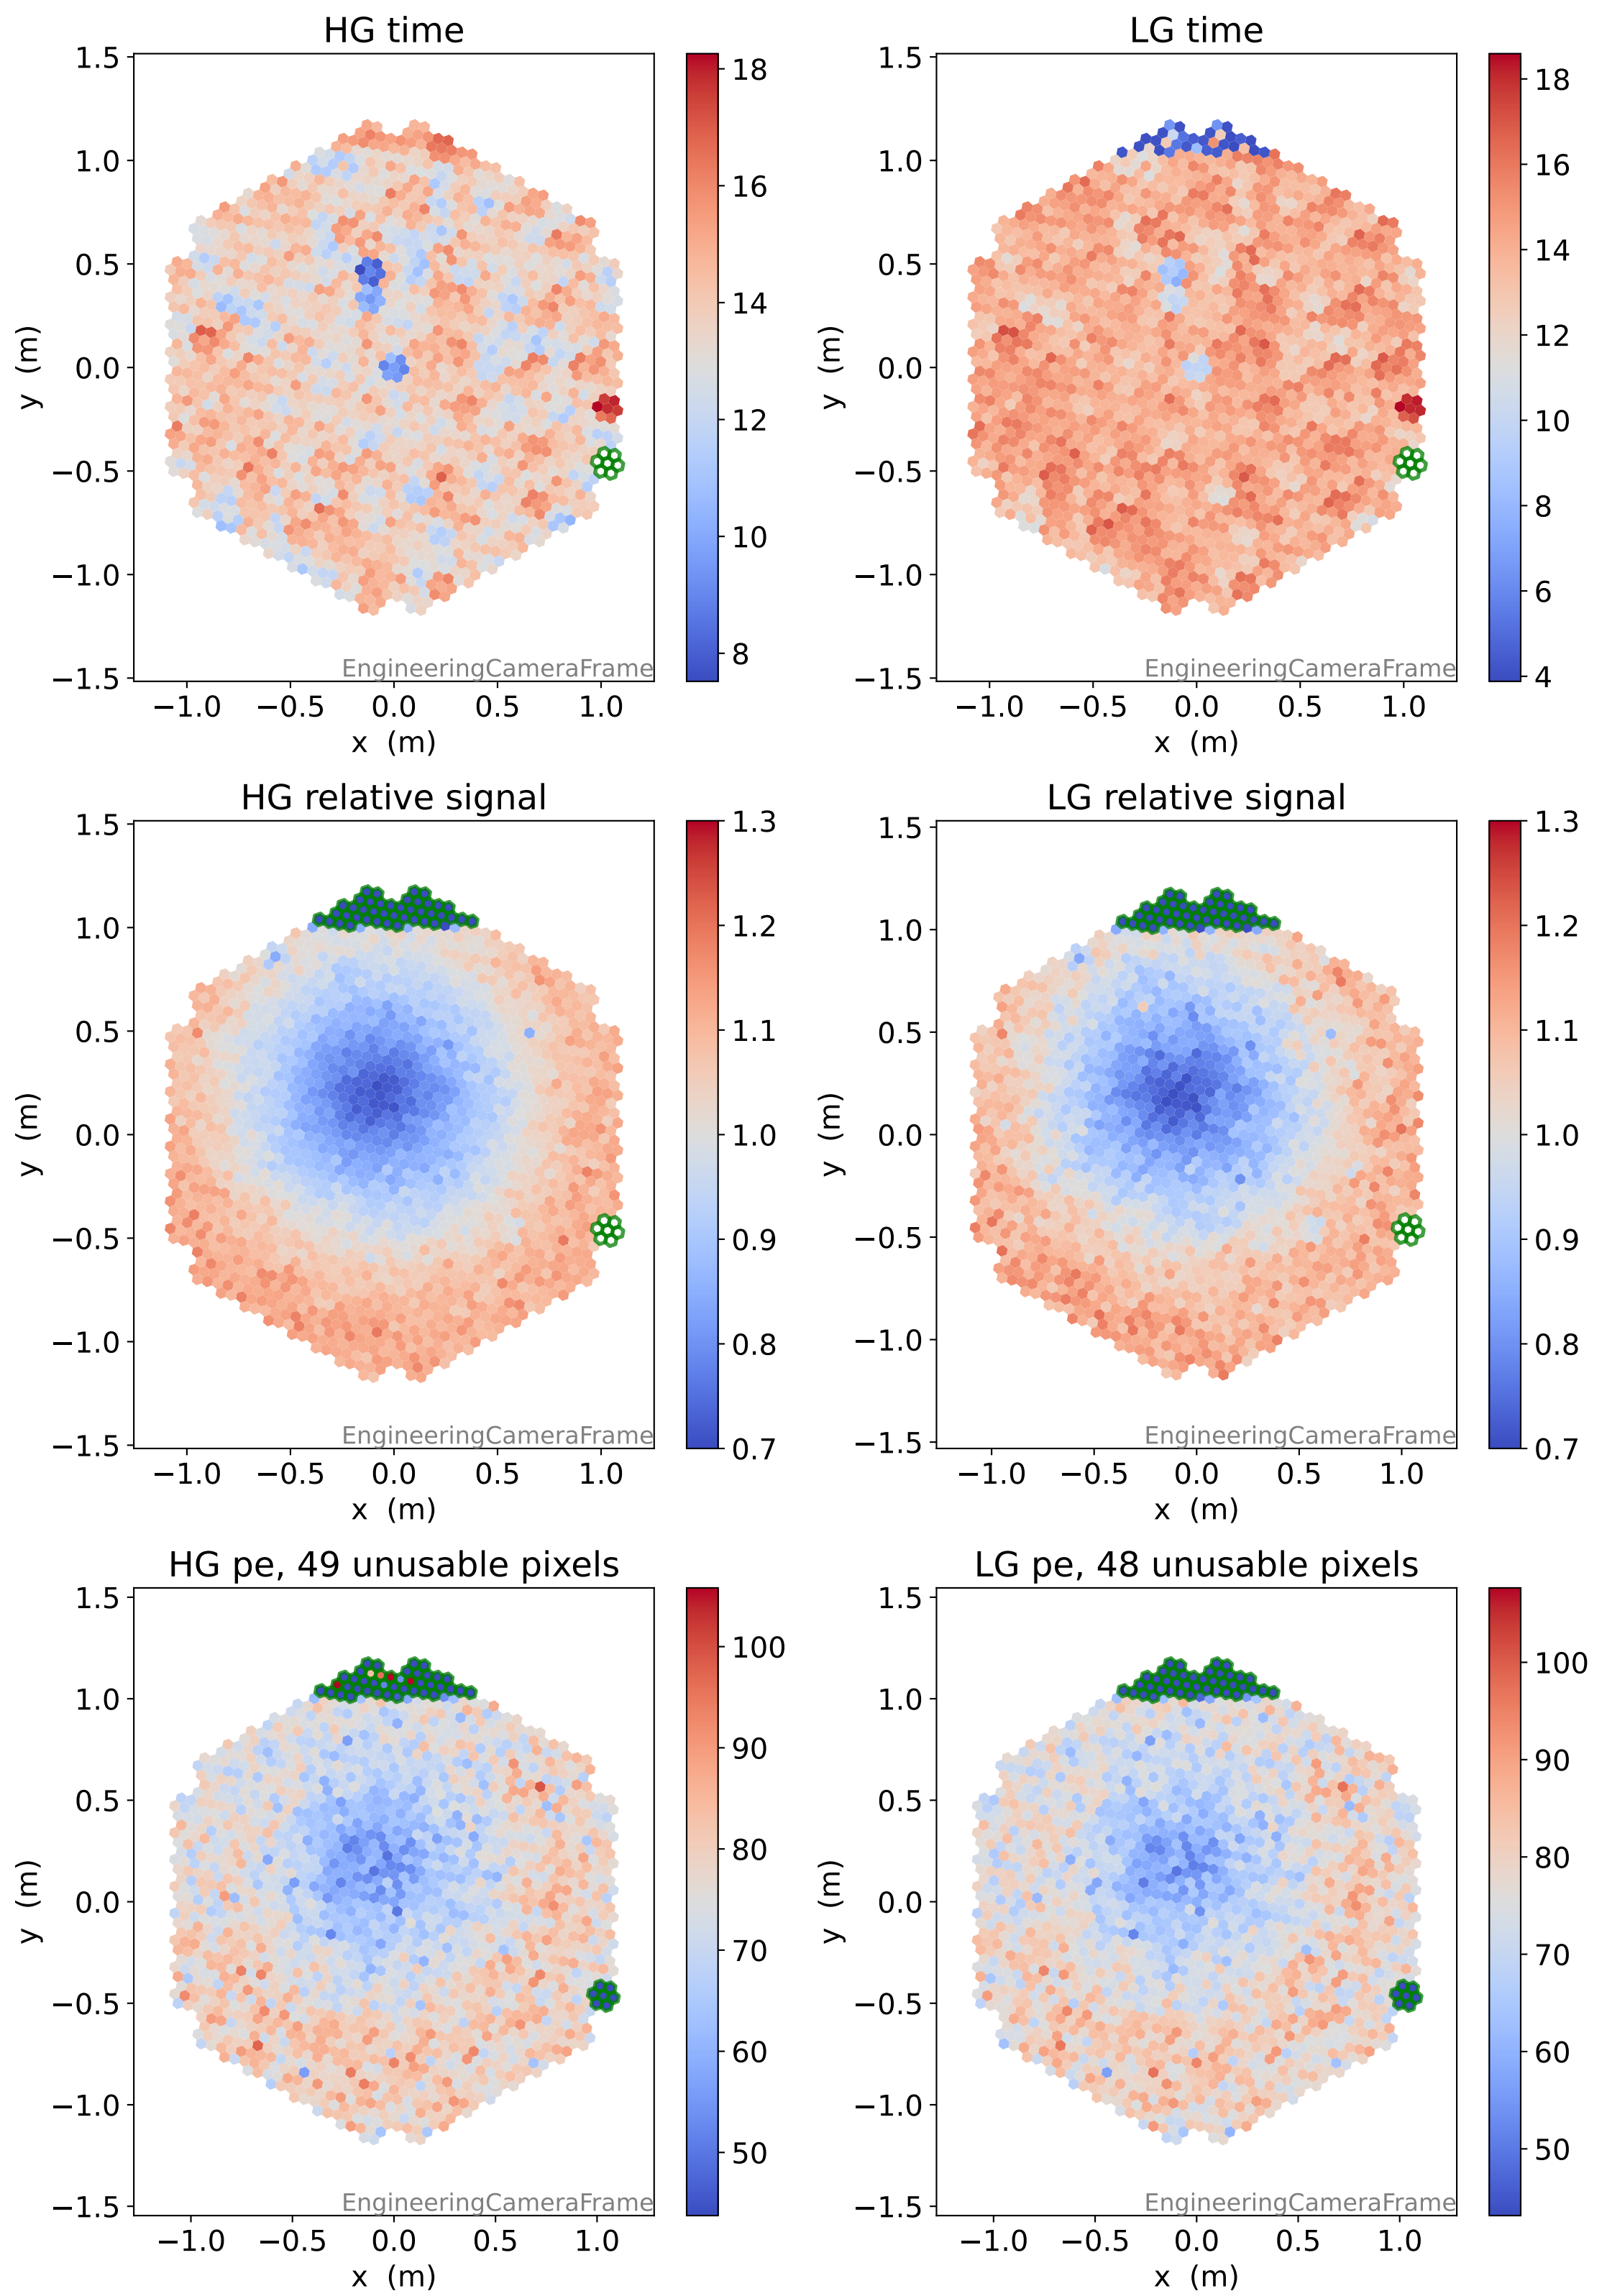 HG time
LG time
1.5
1.0
0.5
0.0
−0.5
−1.0
−1.5
y (m)
−1.0 −0.5 0.0 0.5 1.0
x (m)
EngineeringCameraFrame
18
16
14
12
10
8
1.5
1.0
0.5
0.0
−0.5
−1.0
−1.5
y (m)
−1.0 −0.5 0.0 0.5 1.0
x (m)
EngineeringCameraFrame
18
16
14
12
10
8
6
4
HG relative signal
LG relative signal
1.5
1.0
0.5
0.0
−0.5
−1.0
−1.5
y (m)
−1.0 −0.5 0.0 0.5 1.0
x (m)
EngineeringCameraFrame
1.3
1.2
1.1
1.0
0.9
0.8
0.7
1.5
1.0
0.5
0.0
−0.5
−1.0
−1.5
y (m)
−1.0 −0.5 0.0 0.5 1.0
x (m)
EngineeringCameraFrame
1.3
1.2
1.1
1.0
0.9
0.8
0.7
HG pe, 49 unusable pixels
LG pe, 48 unusable pixels
1.5
1.0
0.5
0.0
−0.5
−1.0
−1.5
y (m)
−1.0 −0.5 0.0 0.5 1.0
x (m)
EngineeringCameraFrame
100
90
80
70
60
50
1.5
1.0
0.5
0.0
−0.5
−1.0
−1.5
y (m)
−1.0 −0.5 0.0 0.5 1.0
x (m)
EngineeringCameraFrame
100
90
80
70
60
50